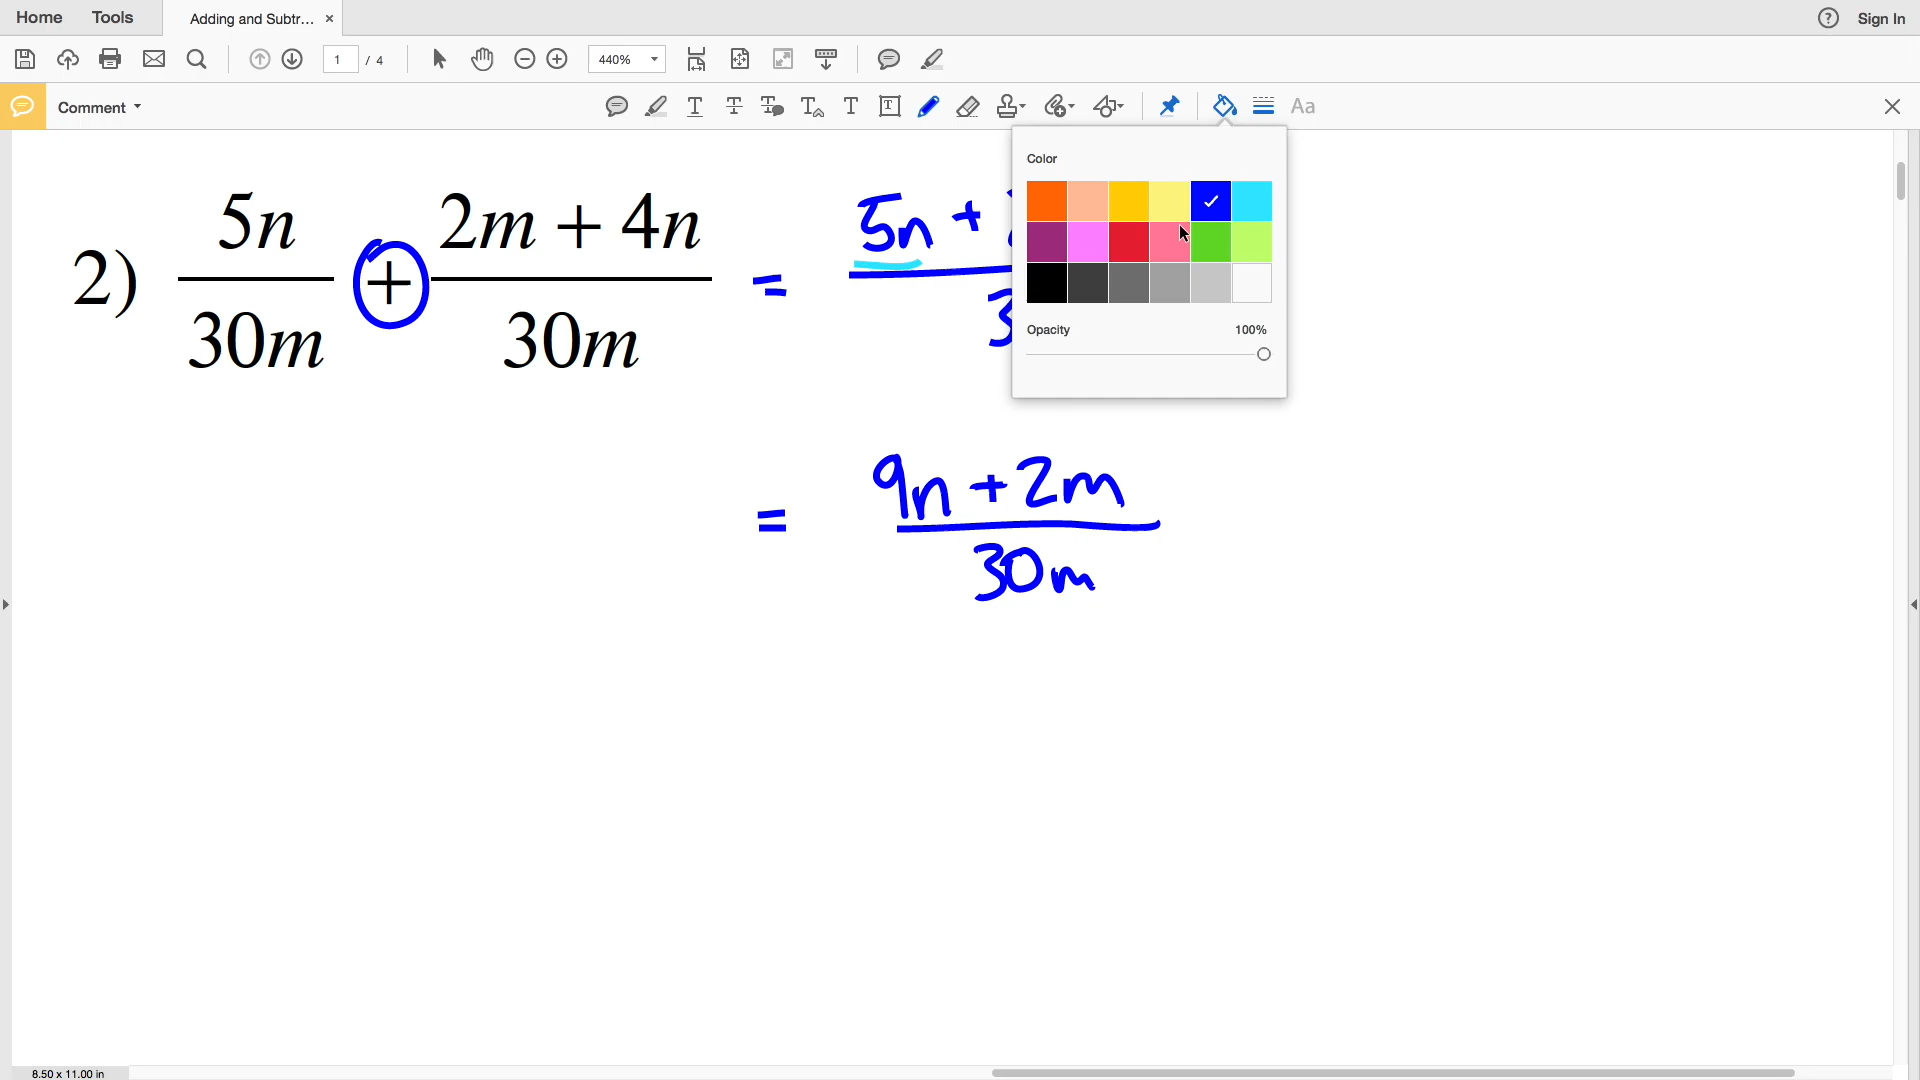 Home Tools Adding and Subtr... × ? Sign In
1 / 4 440%
Comment T T T T T T Aa
Color
Opacity 100%
2) 5n/30m + 2m + 4n/30m = 5n +
= 9n + 2m/30m
8.50 x 11.00 in